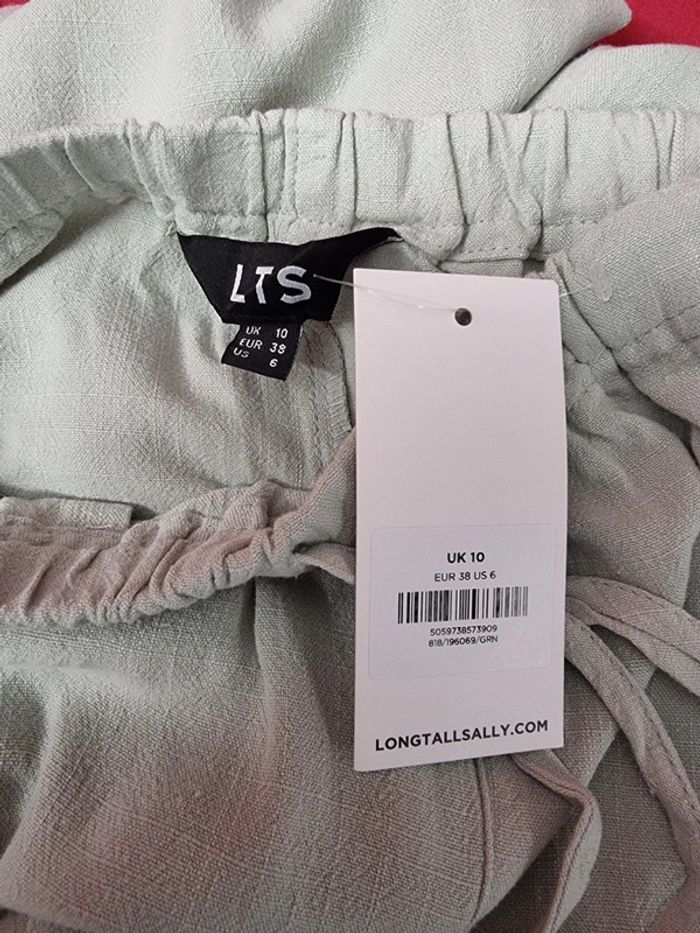 LTS
UK 10
EUR 38
US 6
UK 10
EUR 38 US 6
5059738573909
818/196069/GRN
LONGTALLSALLY.COM